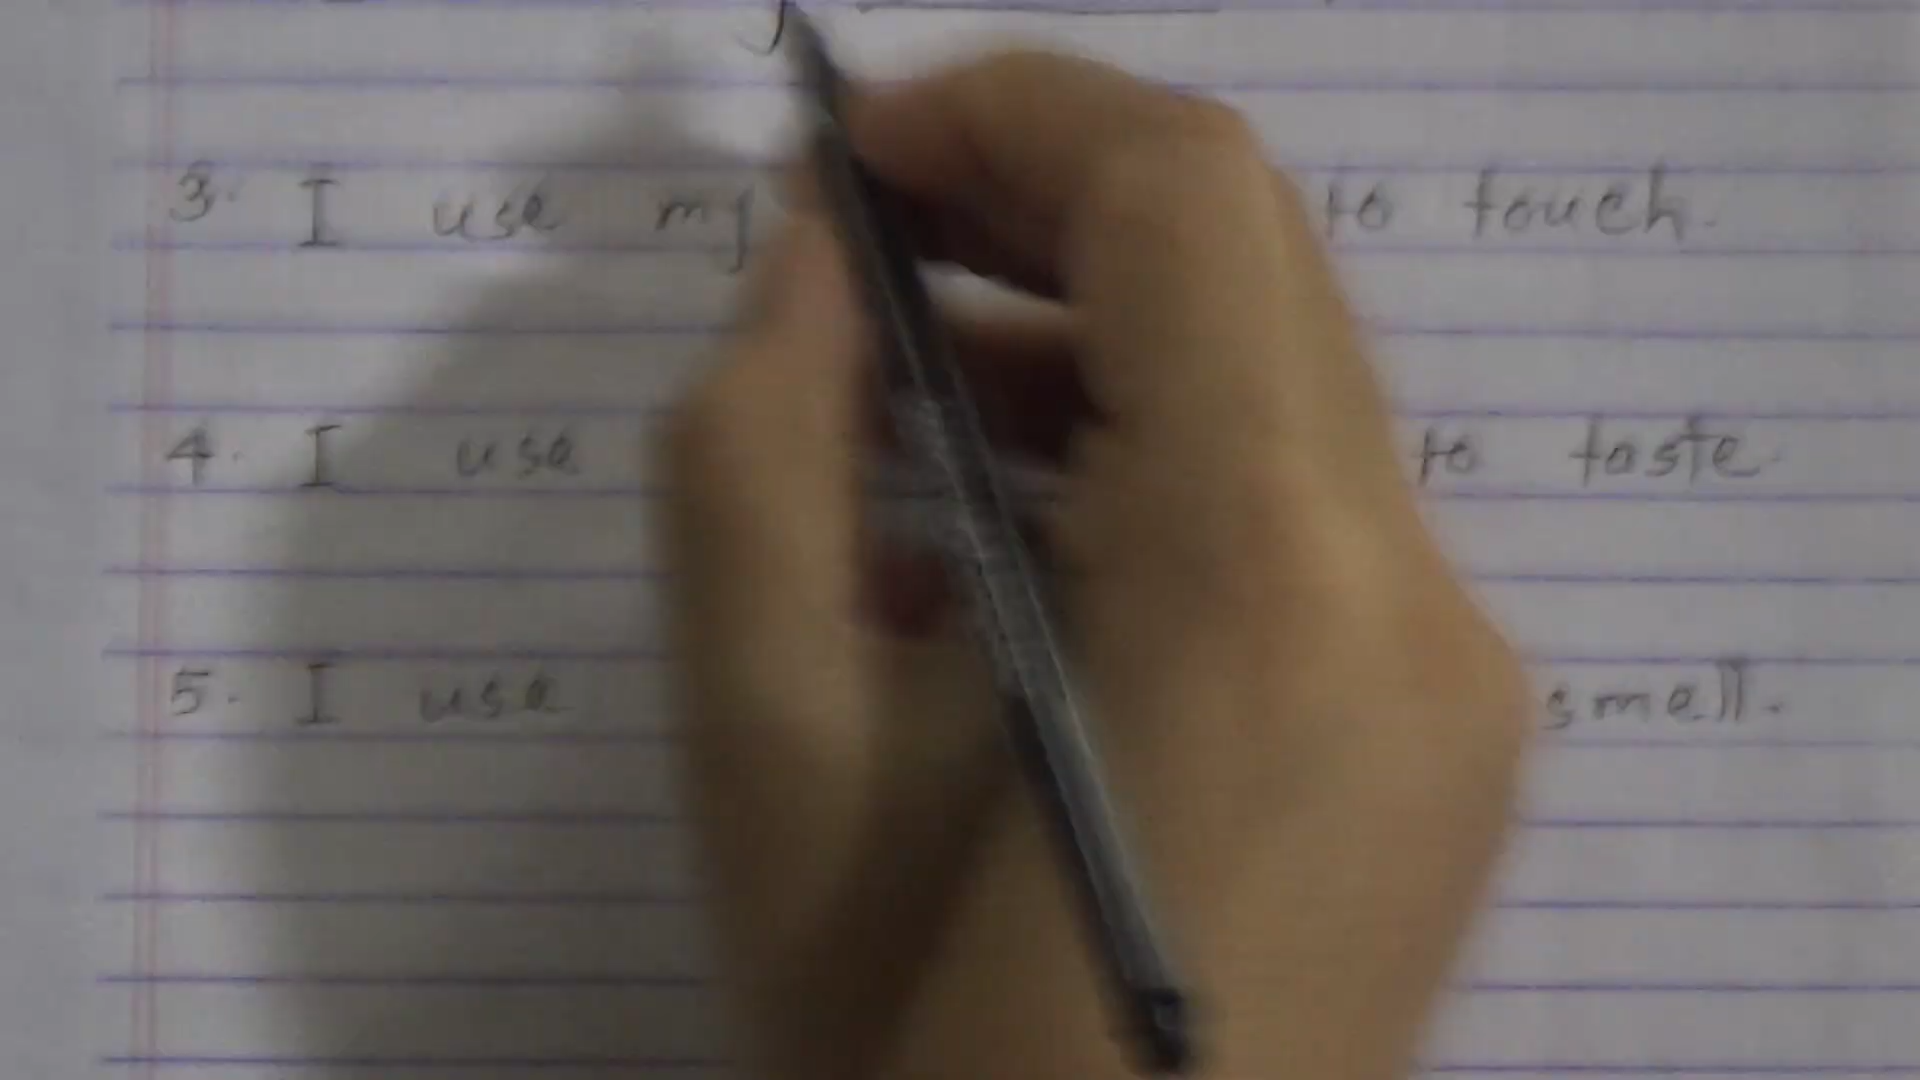 3. I use my to touch.
4. I use to taste.
5. I use smell.